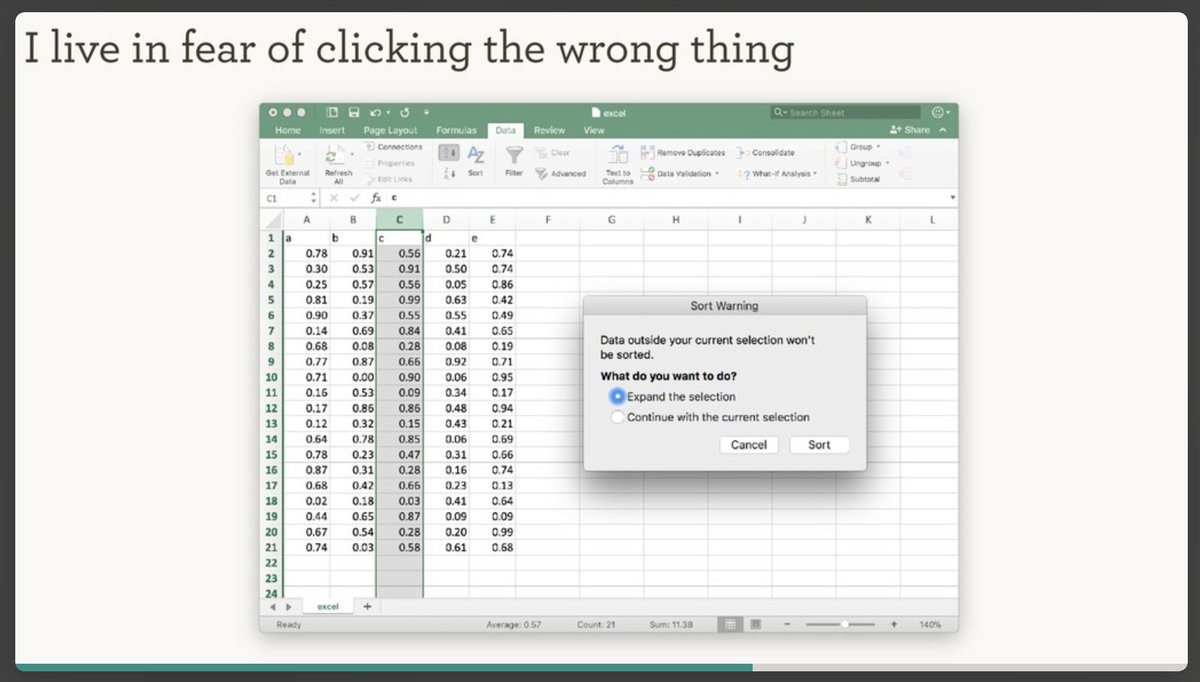 I live in fear of clicking the wrong thing
excel
Search Sheet
Home Insert Page Layout Formulas Data Review View Share
Get External Data
Refresh All
Connections
Properties
Edit Links
Sort
Filter
Clear
Advanced
Text to Columns
Remove Duplicates
Data Validation
Consolidate
What-If Analysis
Group
Ungroup
Subtotal
C1 fx c
A B C D E F G H I J K L
1 a b c d e
2 0.78 0.91 0.56 0.21 0.74
3 0.30 0.53 0.91 0.50 0.74
4 0.25 0.57 0.56 0.05 0.86
5 0.81 0.19 0.99 0.63 0.42
6 0.90 0.37 0.55 0.55 0.49
7 0.14 0.69 0.84 0.41 0.65
8 0.68 0.08 0.28 0.08 0.19
9 0.77 0.87 0.66 0.92 0.71
10 0.71 0.00 0.90 0.06 0.95
11 0.16 0.53 0.09 0.34 0.17
12 0.17 0.86 0.86 0.48 0.94
13 0.12 0.32 0.15 0.43 0.21
14 0.64 0.78 0.85 0.06 0.69
15 0.78 0.23 0.47 0.31 0.66
16 0.87 0.31 0.28 0.16 0.74
17 0.68 0.42 0.66 0.23 0.13
18 0.02 0.18 0.03 0.41 0.64
19 0.44 0.65 0.87 0.09 0.09
20 0.67 0.54 0.28 0.20 0.99
21 0.74 0.03 0.58 0.61 0.68
22
23
24
Sort Warning
Data outside your current selection won't
be sorted.
What do you want to do?
Expand the selection
Continue with the current selection
Cancel Sort
excel
Ready Average: 0.57 Count: 21 Sum: 11.38 140%